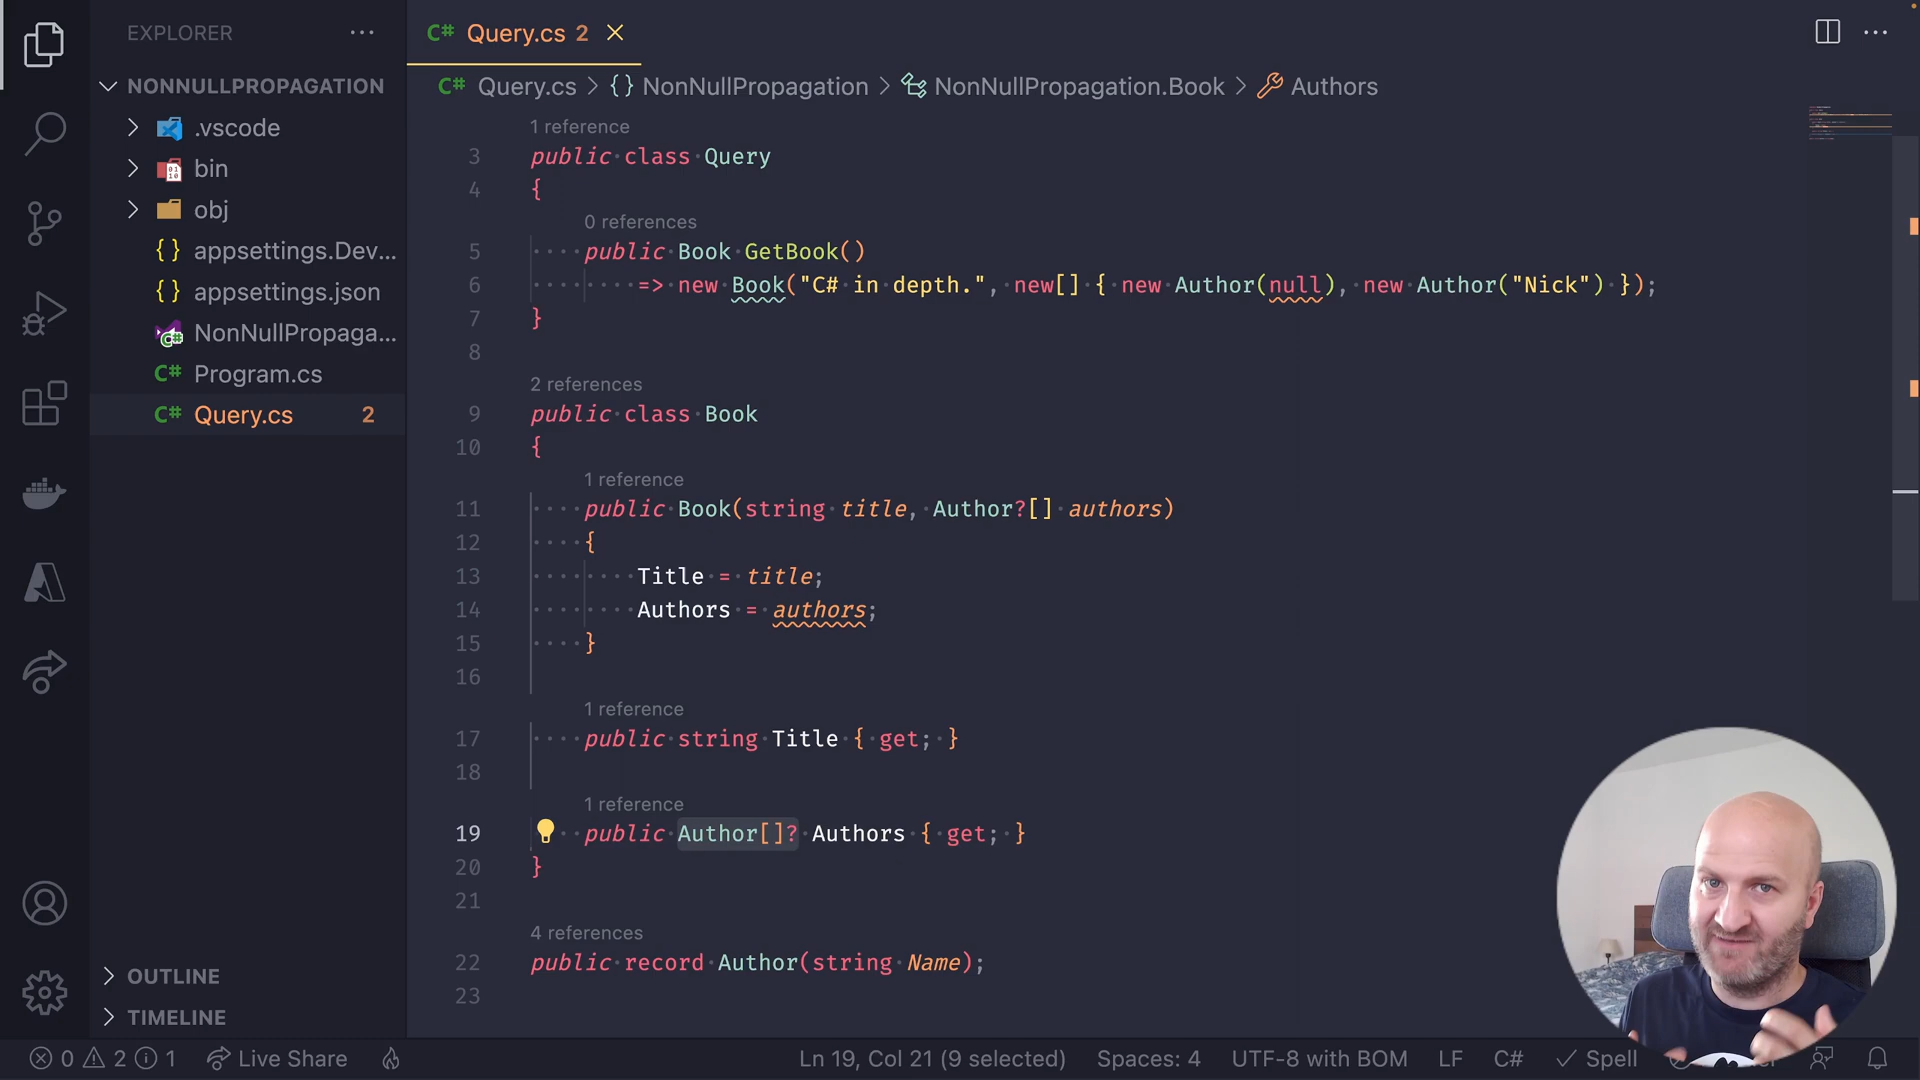 EXPLORER
NONNULLPROPAGATION
.vscode
bin
obj
{} appsettings.Dev...
{} appsettings.json
NonNullPropaga...
C# Program.cs
C# Query.cs 2
OUTLINE
TIMELINE
C# Query.cs 2
C# Query.cs > {} NonNullPropagation > NonNullPropagation.Book > Authors
1 reference
3 public class Query
4 {
0 references
5 public Book GetBook()
6 => new Book("C# in depth.", new[] { new Author(null), new Author("Nick") });
7 }
8
2 references
9 public class Book
10 {
1 reference
11 public Book(string title, Author?[] authors)
12 {
13 Title = title;
14 Authors = authors;
15 }
16
1 reference
17 public string Title { get; }
18
1 reference
19 public Author[]? Authors { get; }
20 }
21
4 references
22 public record Author(string Name);
23
0 2 1 Live Share Ln 19, Col 21 (9 selected) Spaces: 4 UTF-8 with BOM LF C# Spell